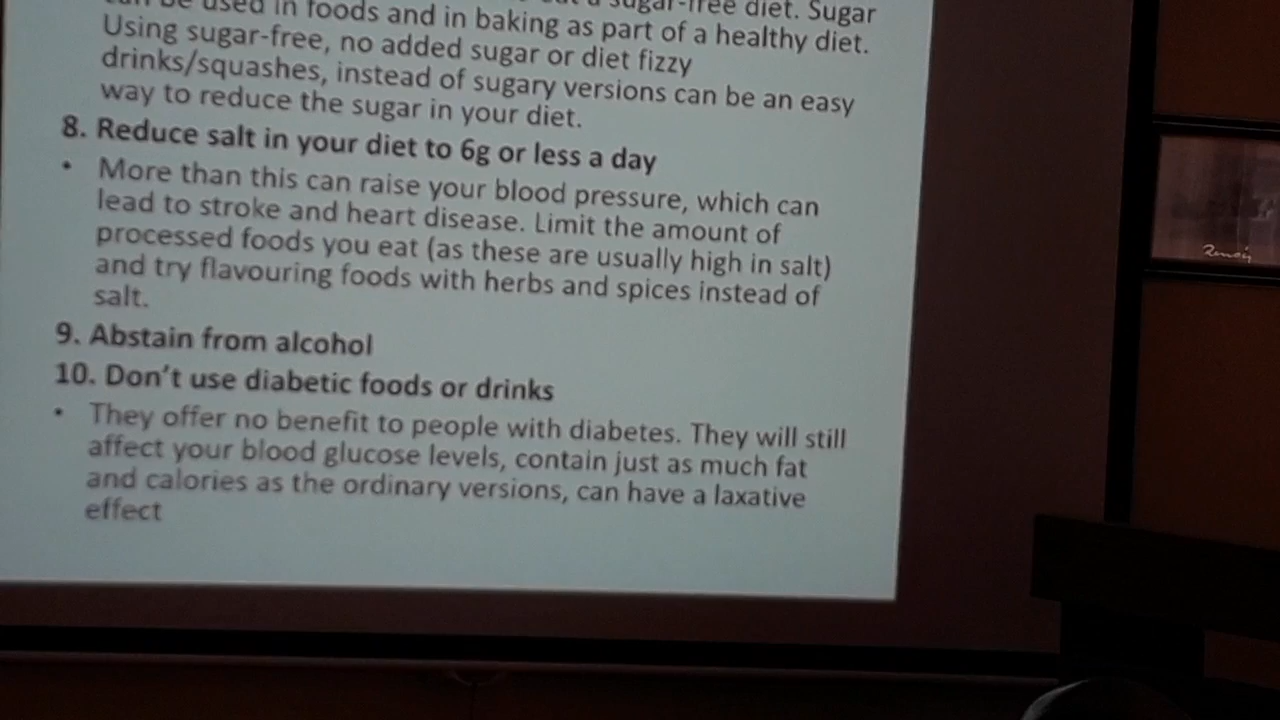 can be used in foods and in baking as part of a healthy diet.
sugar-free diet. Sugar
Using sugar-free, no added sugar or diet fizzy
drinks/squashes, instead of sugary versions can be an easy
way to reduce the sugar in your diet.
8. Reduce salt in your diet to 6g or less a day
• More than this can raise your blood pressure, which can
lead to stroke and heart disease. Limit the amount of
processed foods you eat (as these are usually high in salt)
and try flavouring foods with herbs and spices instead of
salt.
9. Abstain from alcohol
10. Don't use diabetic foods or drinks
• They offer no benefit to people with diabetes. They will still
affect your blood glucose levels, contain just as much fat
and calories as the ordinary versions, can have a laxative
effect